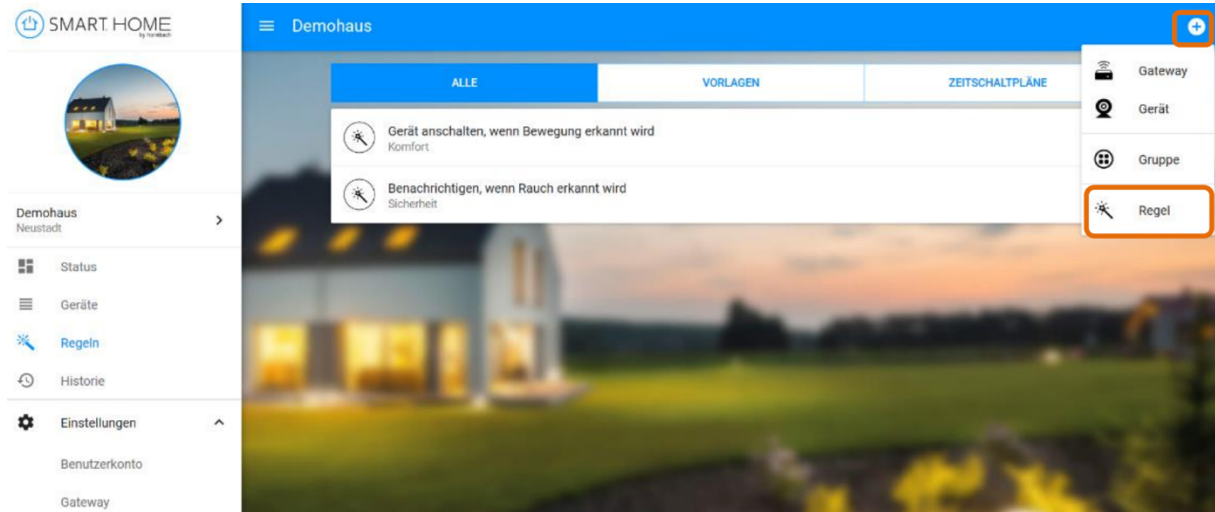 SMART HOME
by hornbach
Demohaus
Neustadt
Status
Geräte
Regeln
Historie
Einstellungen
Benutzerkonto
Gateway
Demohaus
ALLE
VORLAGEN
ZEITSCHALTPLÄNE
Gerät anschalten, wenn Bewegung erkannt wird
Komfort
Benachrichtigen, wenn Rauch erkannt wird
Sicherheit
Gateway
Gerät
Gruppe
Regel